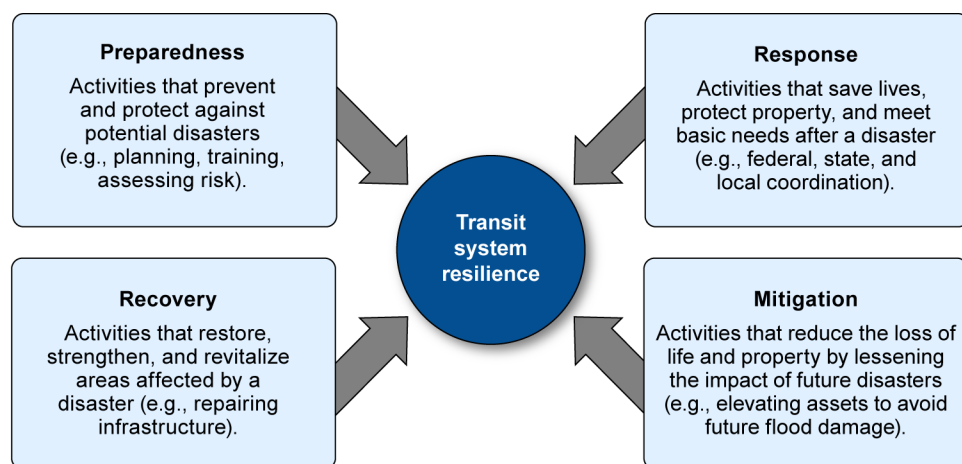 Preparedness
Activities that prevent
and protect against
potential disasters
(e.g., planning, training,
assessing risk).
Response
Activities that save lives,
protect property, and meet
basic needs after a disaster
(e.g., federal, state, and
local coordination).
Transit
system
resilience
Recovery
Activities that restore,
strengthen, and revitalize
areas affected by a
disaster (e.g., repairing
infrastructure).
Mitigation
Activities that reduce the loss of
life and property by lessening
the impact of future disasters
(e.g., elevating assets to avoid
future flood damage).